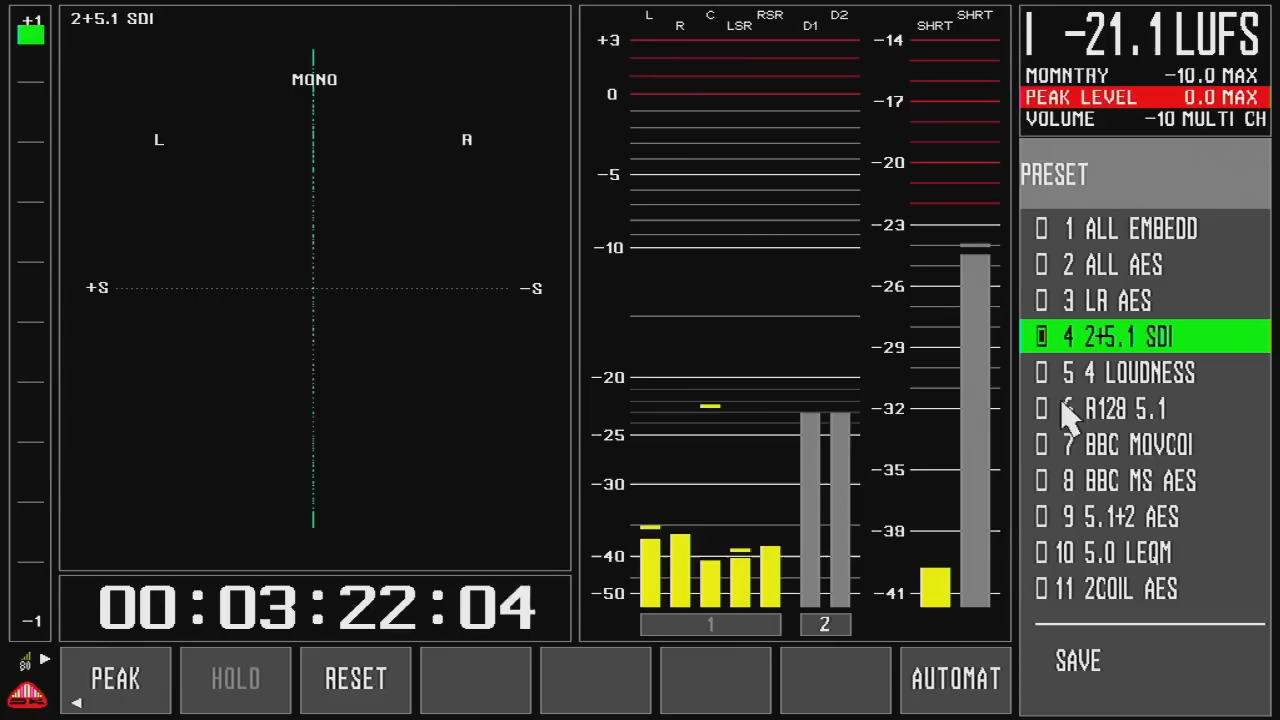 +1
2+5.1 SDI
MONO
L
R
+S
-S
-1
00:03:22:04
L R C LSR RSR D1 D2
+3
0
-5
-10
-20
-25
-30
-40
-50
1
2
SHRT SHRT
-14
-17
-20
-23
-26
-29
-32
-35
-38
-41
I -21.1 LUFS
MOMNTRY -10.0 MAX
PEAK LEVEL 0.0 MAX
VOLUME -10 MULTI CH
PRESET
1 ALL EMBEDD
2 ALL AES
3 LR AES
4 2+5.1 SDI
5 4 LOUDNESS
6 R128 5.1
7 BBC MOVCOI
8 BBC MS AES
9 5.1+2 AES
10 5.0 LEQM
11 2COIL AES
SAVE
80
PEAK
HOLD
RESET
AUTOMAT